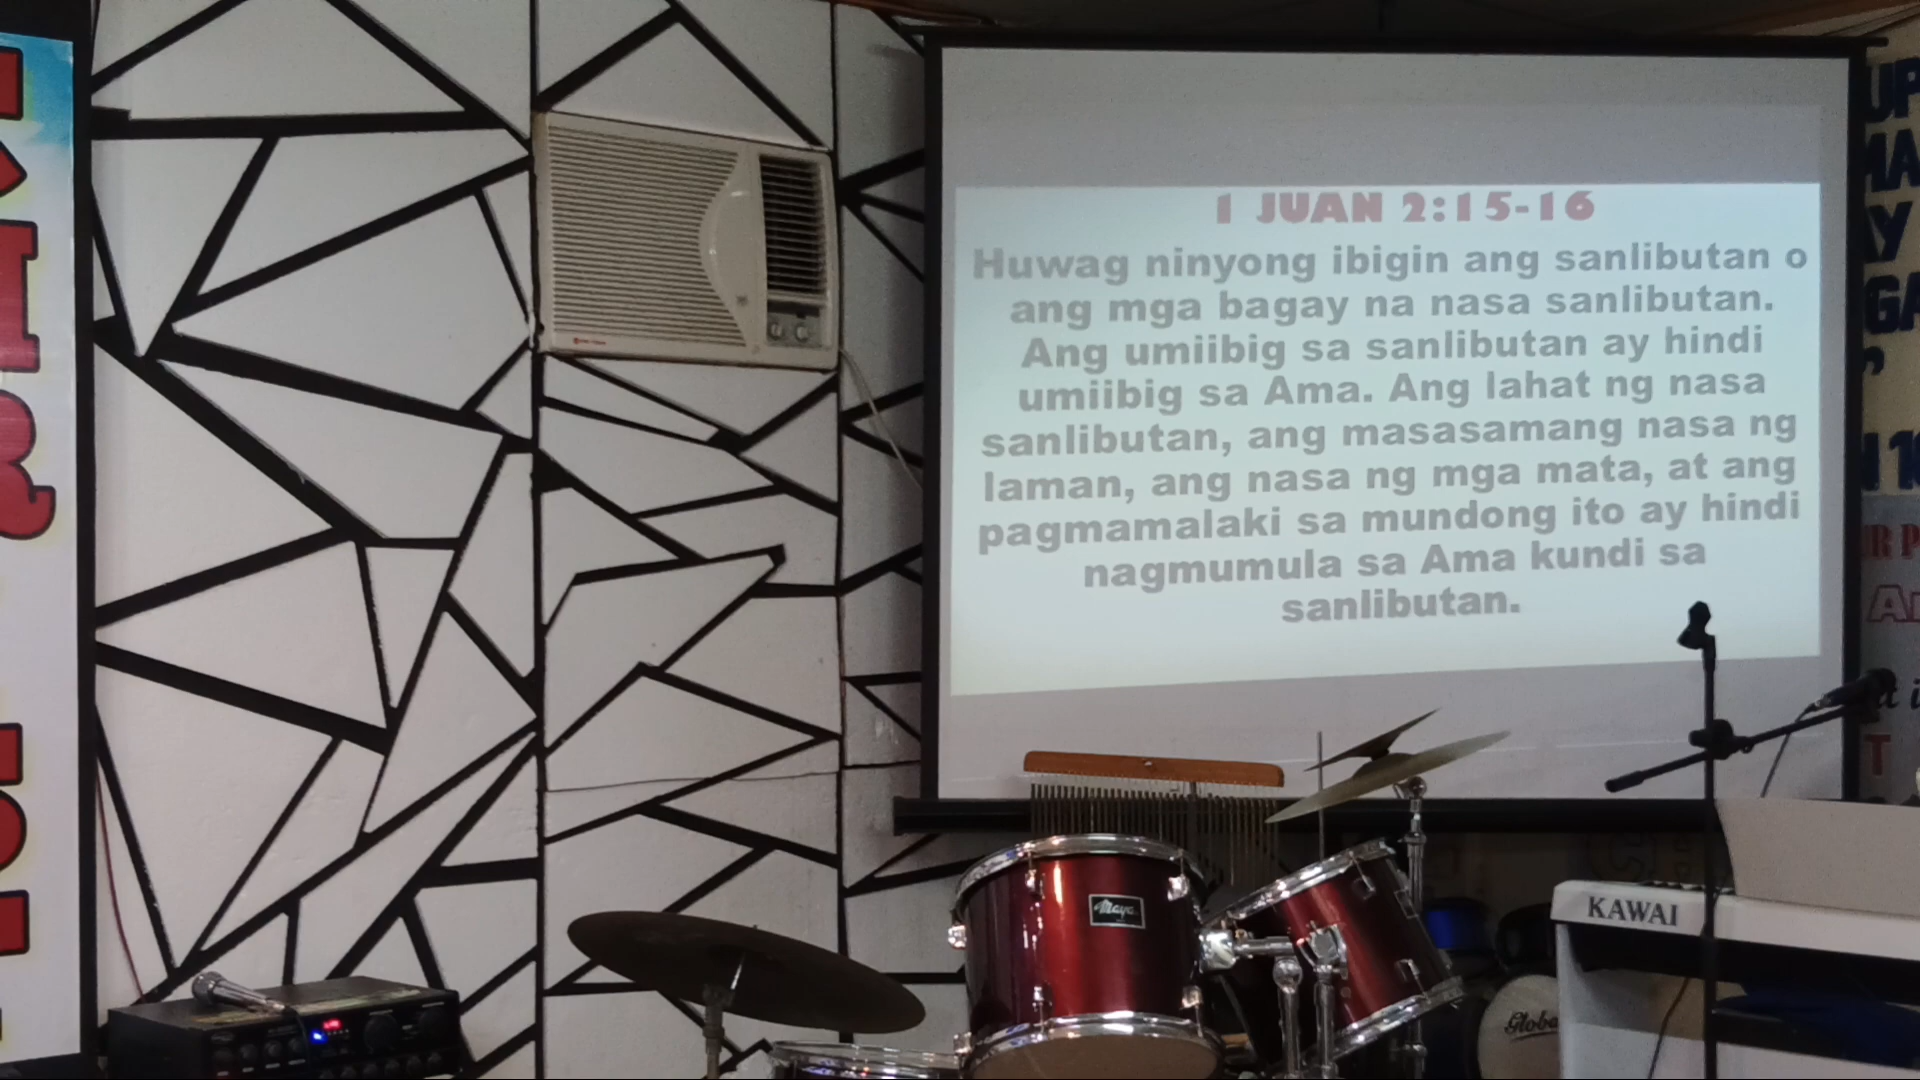 1 JUAN 2:15-16
Huwag ninyong ibigin ang sanlibutan o
ang mga bagay na nasa sanlibutan.
Ang umiibig sa sanlibutan ay hindi
umiibig sa Ama. Ang lahat ng nasa
sanlibutan, ang masasamang nasa ng
laman, ang nasa ng mga mata, at ang
pagmamalaki sa mundong ito ay hindi
nagmumula sa Ama kundi sa
sanlibutan.
Maya
KAWAI